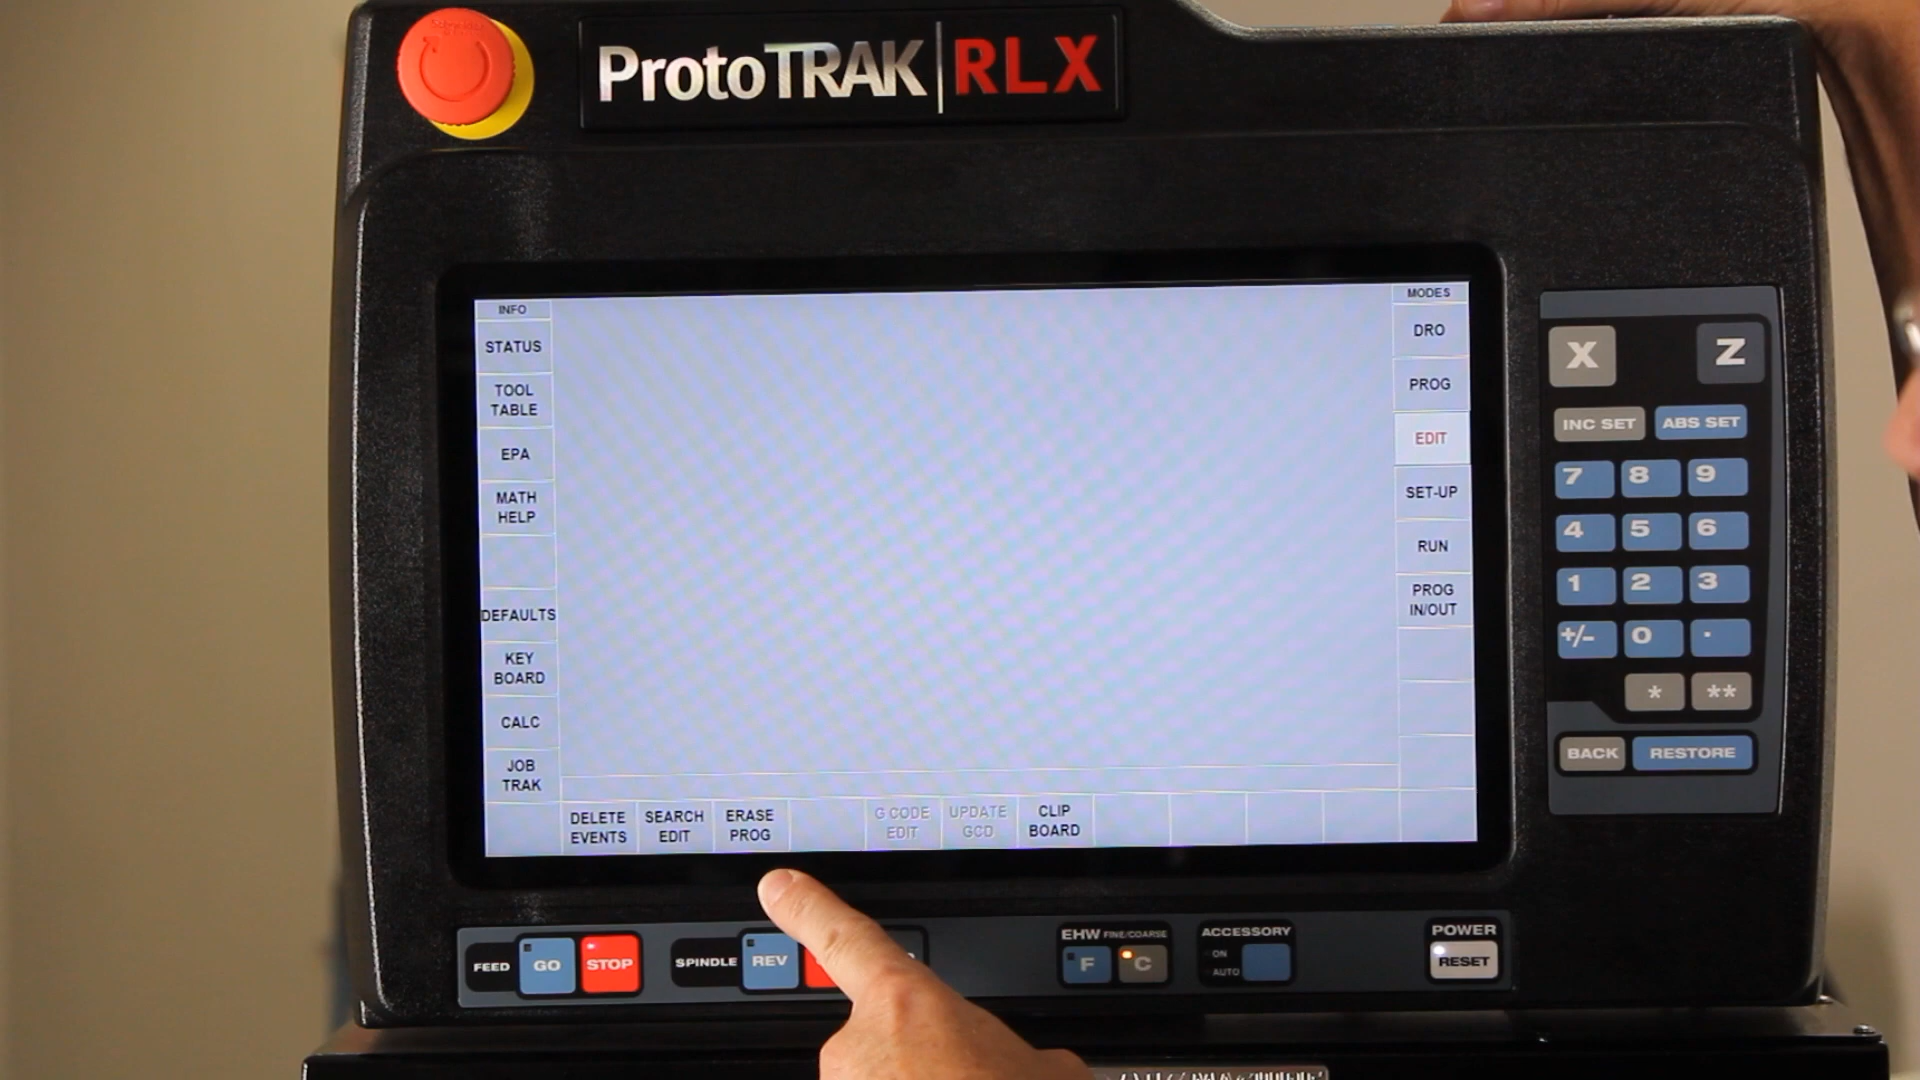 ProtoTRAK RLX
INFO
STATUS
TOOL
TABLE
EPA
MATH
HELP
DEFAULTS
KEY
BOARD
CALC
JOB
TRAK
MODES
DRO
PROG
EDIT
SET-UP
RUN
PROG
IN/OUT
DELETE
EVENTS
SEARCH
EDIT
ERASE
PROG
G CODE
EDIT
UPDATE
GCD
CLIP
BOARD
X Z
INC SET ABS SET
7 8 9
4 5 6
1 2 3
+/- 0 .
* **
BACK RESTORE
FEED GO STOP
SPINDLE REV
EHW FINE/COARSE
F C
ACCESSORY
ON
AUTO
POWER
RESET